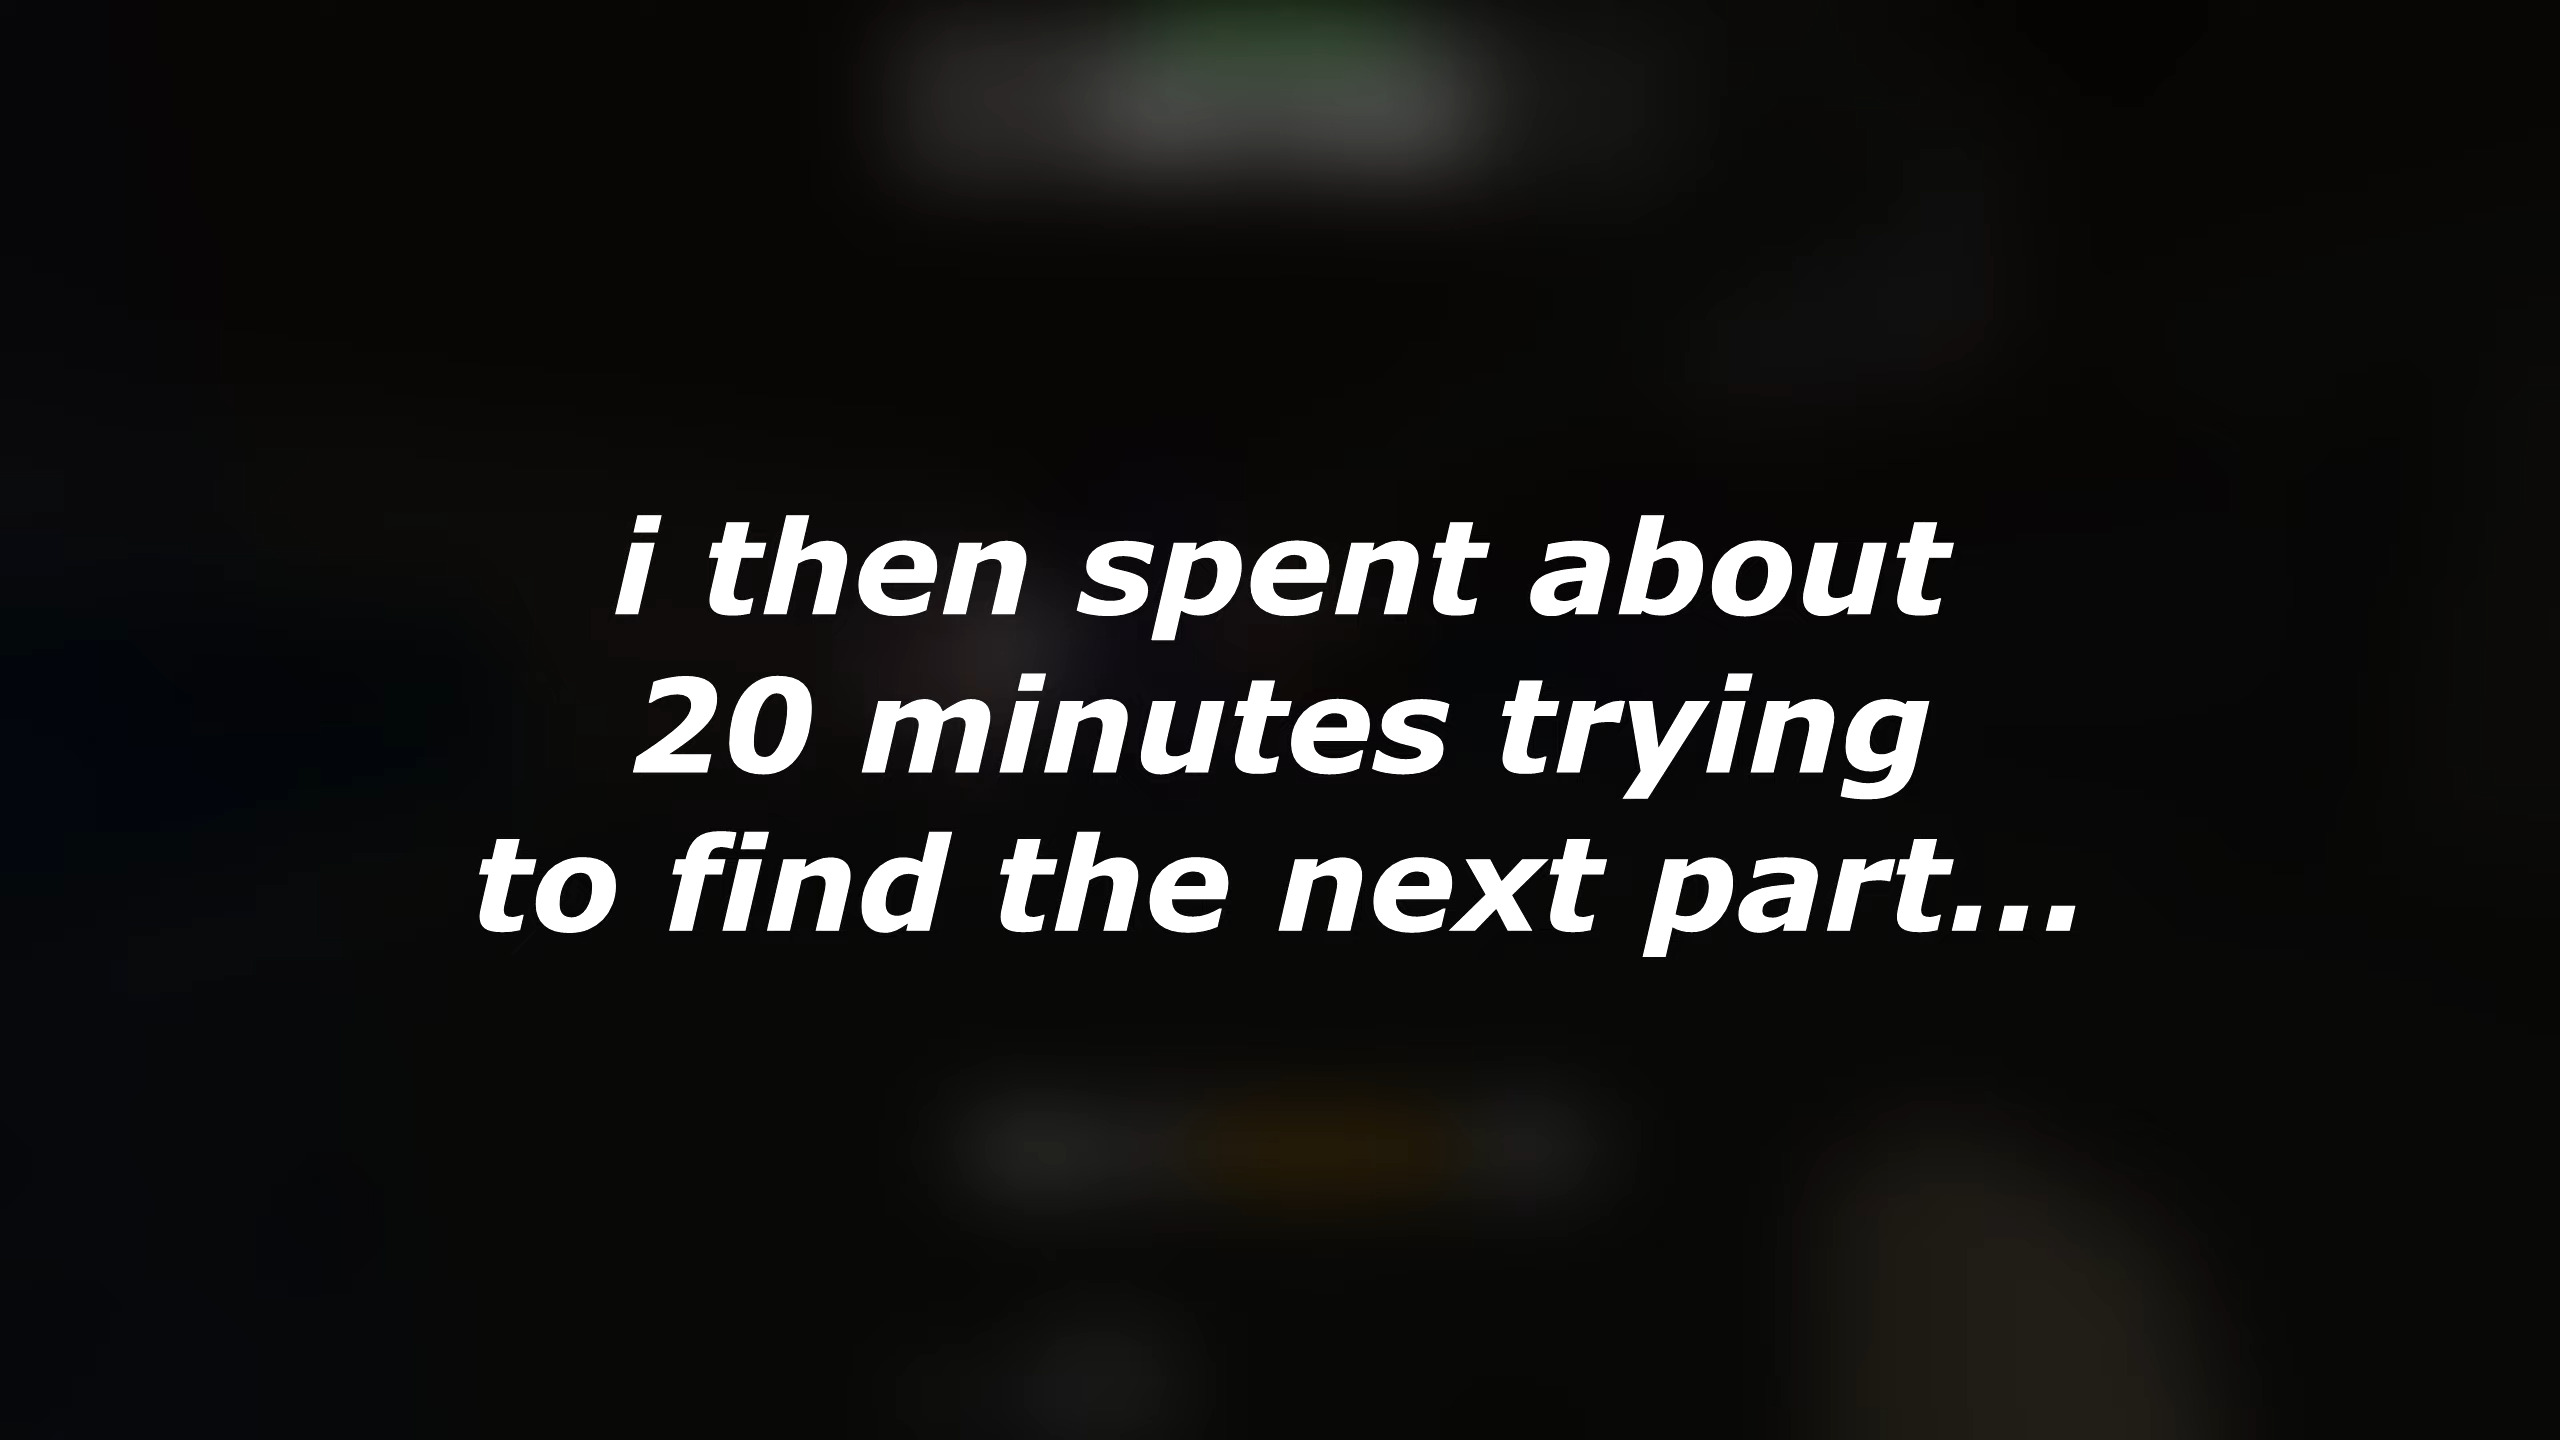 i then spent about
20 minutes trying
to find the next part...